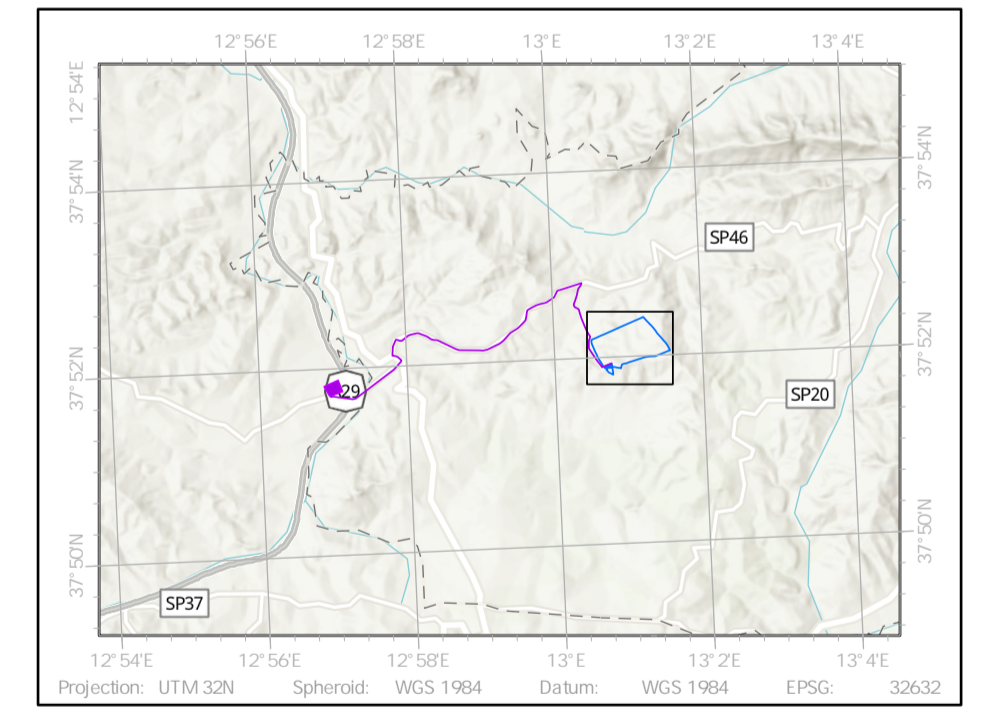 12°56'E 12°58'E 13°E 13°2'E 13°4'E
12°54'E
37°54'N
37°54'N
SP46
37°52'N
37°52'N
29
SP20
37°50'N
37°50'N
SP37
12°54'E 12°56'E 12°58'E 13°E 13°2'E 13°4'E
Projection: UTM 32N Spheroid: WGS 1984 Datum: WGS 1984 EPSG: 32632